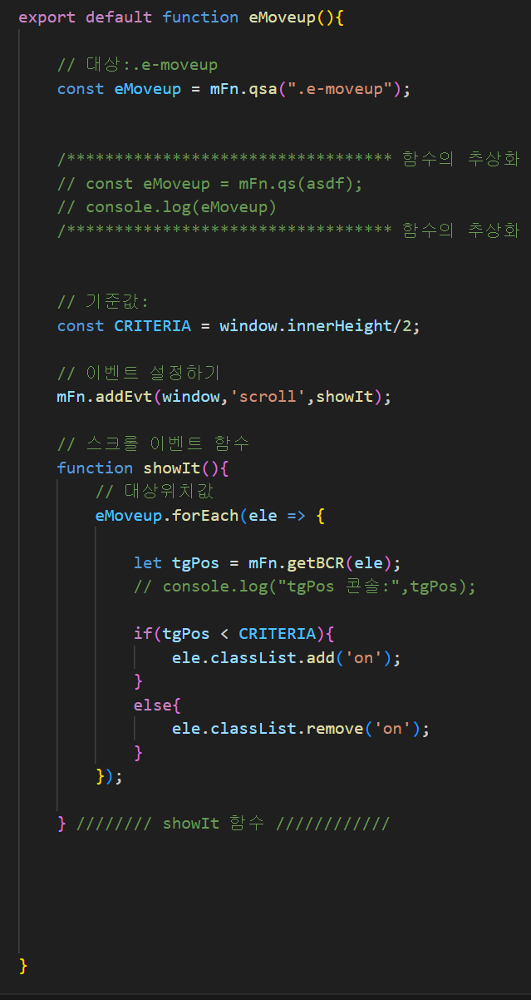 export default function eMoveup(){
// 대상:.e-moveup
const eMoveup = mFn.qsa(".e-moveup");
/********************************** 함수의 추상화
// const eMoveup = mFn.qs(asdf);
// console.log(eMoveup)
/********************************** 함수의 추상화
// 기준값:
const CRITERIA = window.innerHeight/2;
// 이벤트 설정하기
mFn.addEvt(window,'scroll',showIt);
// 스크롤 이벤트 함수
function showIt(){
// 대상위치값
eMoveup.forEach(ele => {
let tgPos = mFn.getBCR(ele);
// console.log("tgPos 콘솔:",tgPos);
if(tgPos < CRITERIA){
ele.classList.add('on');
}
else{
ele.classList.remove('on');
}
});
} //////// showIt 함수 ////////////
}